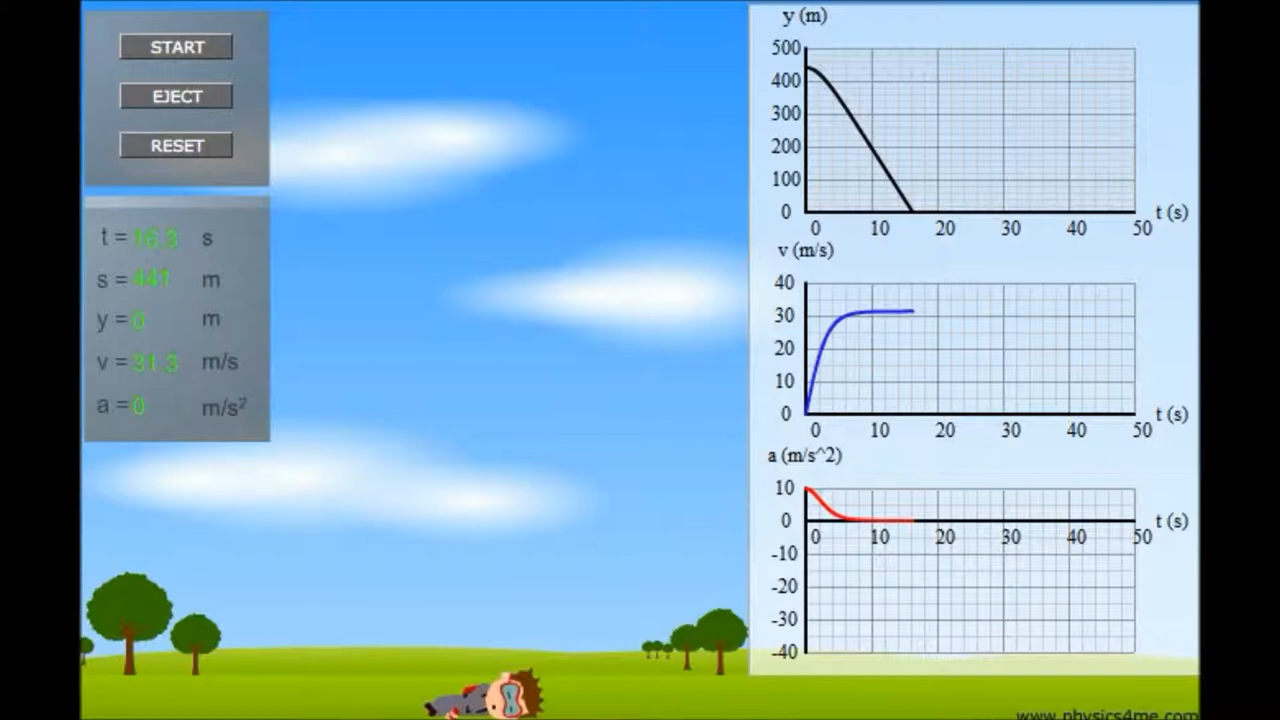 START
EJECT
RESET
t = 16.3 s
s = 441 m
y = 0 m
v = 31.3 m/s
a = 0 m/s²
y (m)
500
400
300
200
100
0
0 10 20 30 40 50 t (s)
v (m/s)
40
30
20
10
0
0 10 20 30 40 50 t (s)
a (m/s^2)
10
0
0 10 20 30 40 50 t (s)
-10
-20
-30
-40
www.physics4me.com